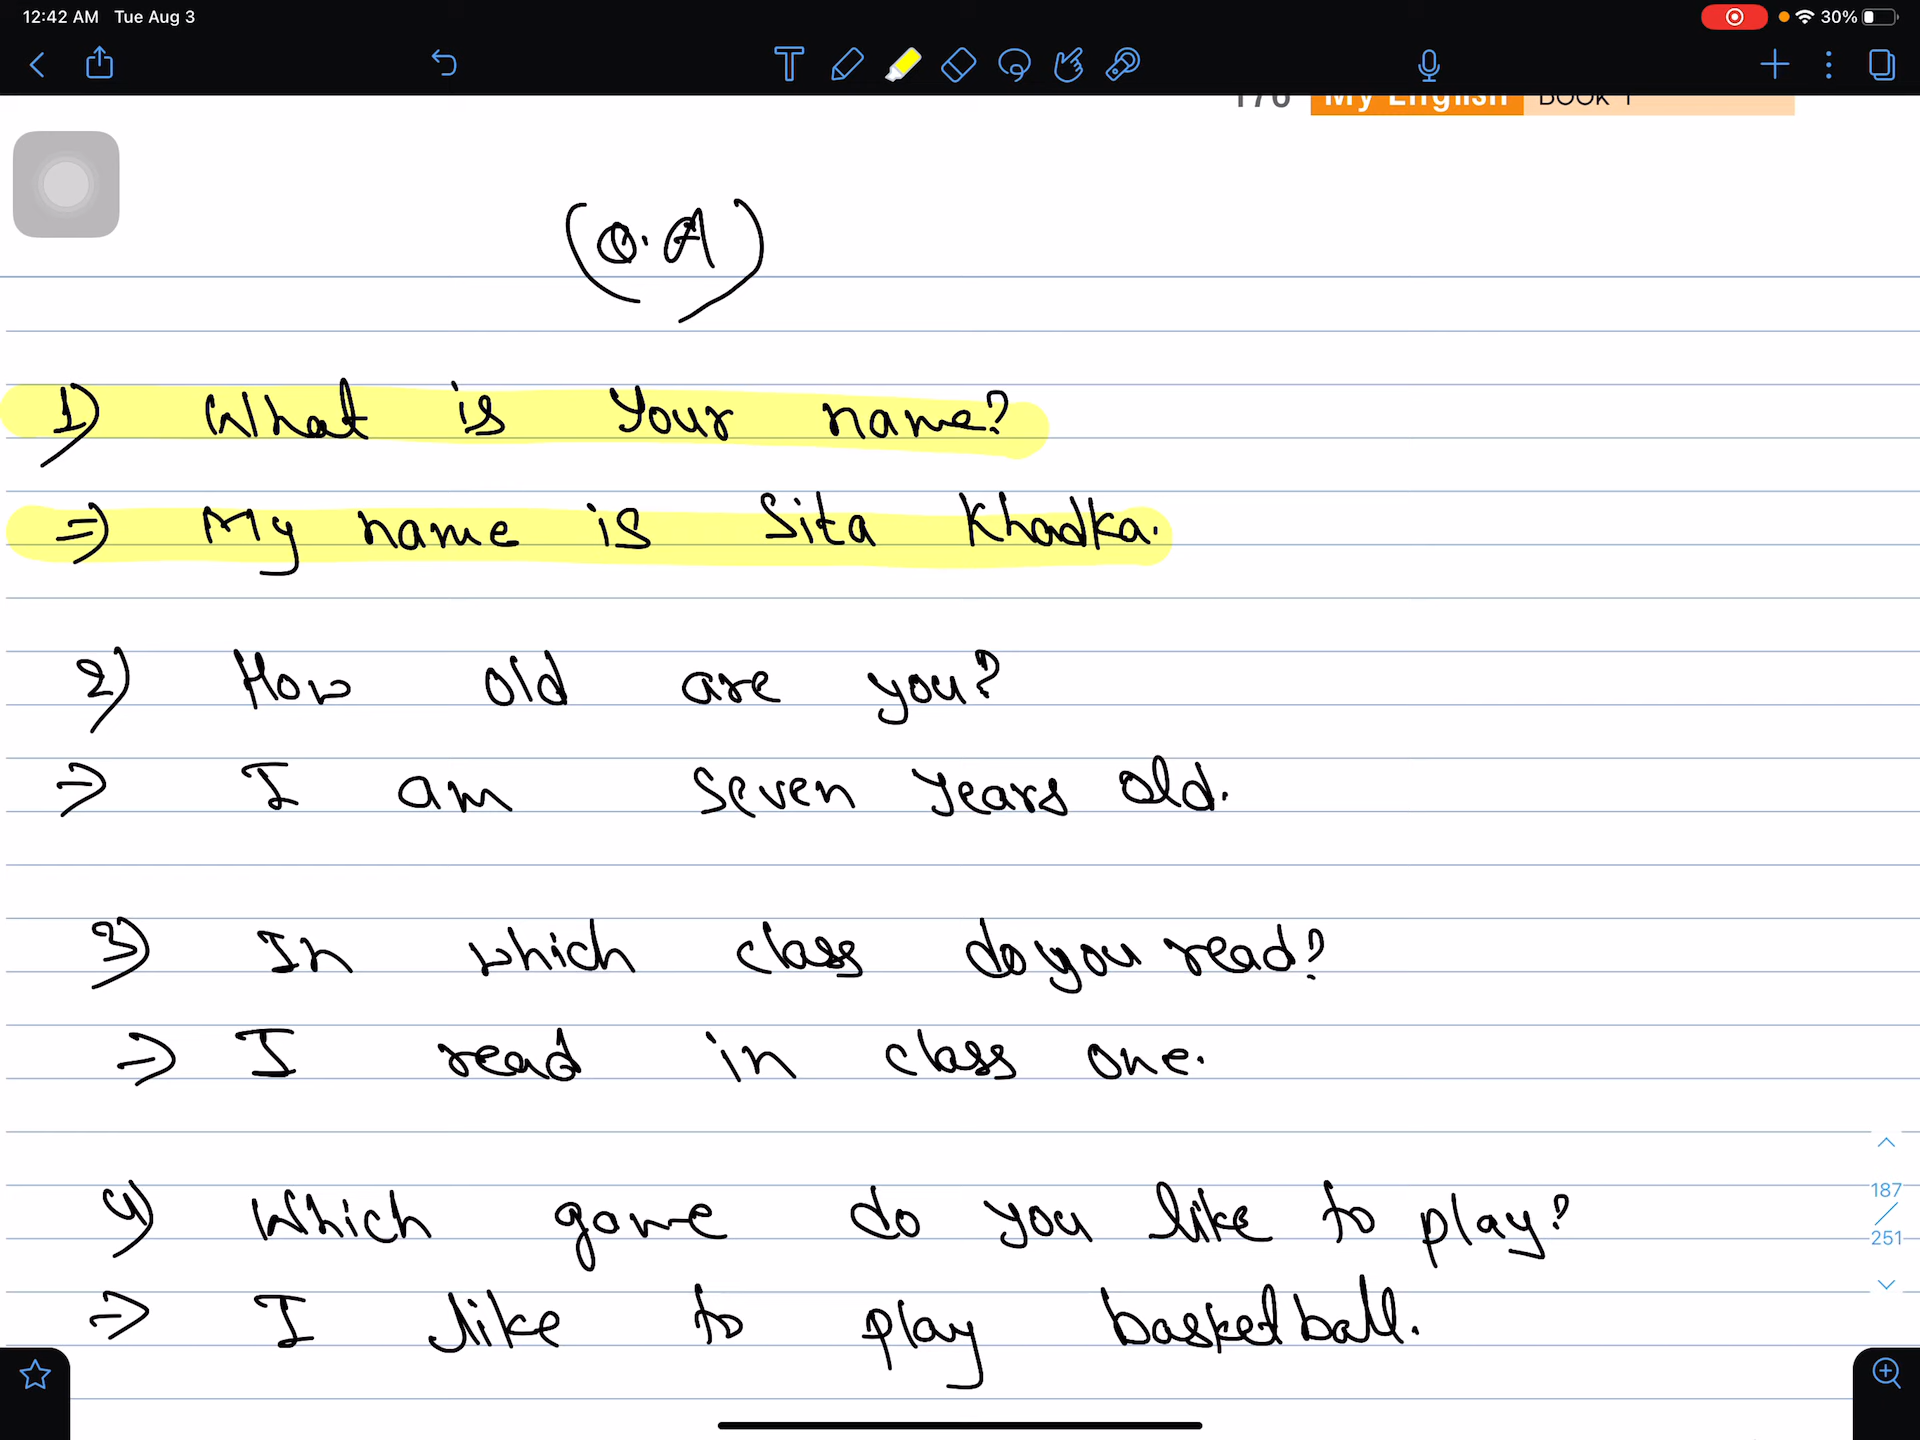 12:42 AM Tue Aug 3
30%
176 My English BOOK 1
(Q.A)
1) What is Your name?
=) My name is Sita Khadka.
2) How old are you?
=) I am Seven Years old.
3) In which class do you read?
=) I read in class one.
4) Which game do you like to play?
=) I like to play basketball.
187
/
251